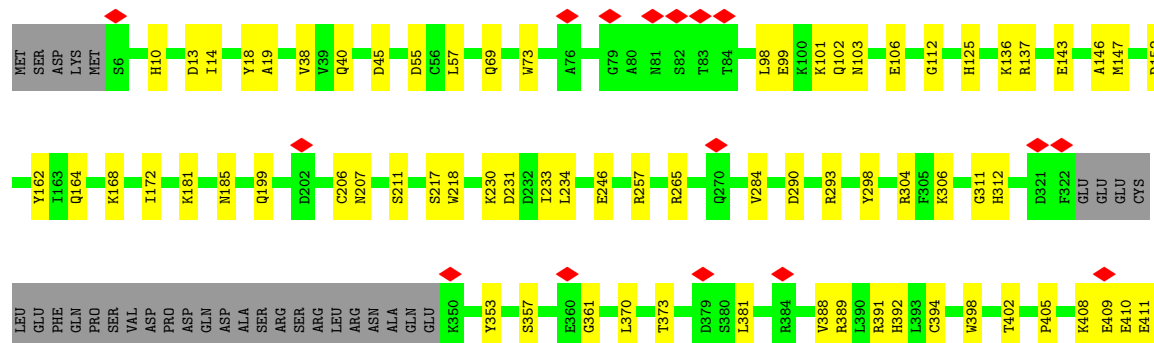 MET SER ASP LYS MET S6 H10 D13 I14 Y18 A19 V38 V39 Q40 D45 D55 C56 L57 Q69 W73 A76 G79 A80 N81 S82 T83 T84 L98 E99 K100 K101 Q102 N103 E106 G112 H125 K136 R137 E143 A146 M147
Y162 I163 Q164 K168 I172 K181 N185 Q199 D202 C206 N207 S211 S217 W218 K230 D231 D232 I233 L234 E246 R257 R265 Q270 V284 D290 R293 Y298 R304 F305 K306 G311 H312 D321 F322 GLU GLU GLU CYS
LEU GLU PHE GLN PRO SER VAL ASP PRO ASP GLN ASP ALA SER ARG SER ARG LEU ARG ASN ALA GLN GLU K350 Y353 S357 E360 G361 L370 T373 D379 S380 L381 R384 V388 R389 L390 R391 H392 L393 C394 W398 T402 P405 K408 E409 E410 E411